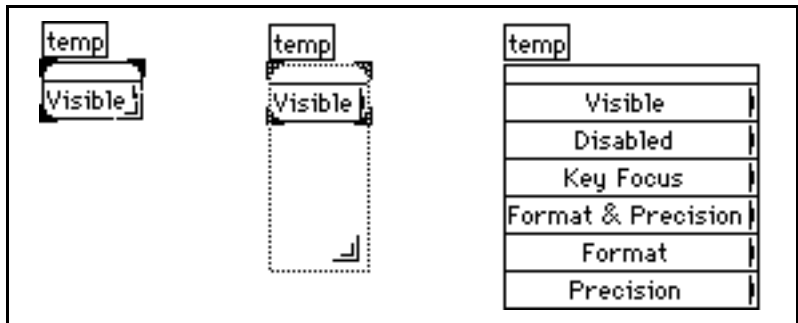 temp
Visible
temp
Visible
temp
Visible
Disabled
Key Focus
Format & Precision
Format
Precision